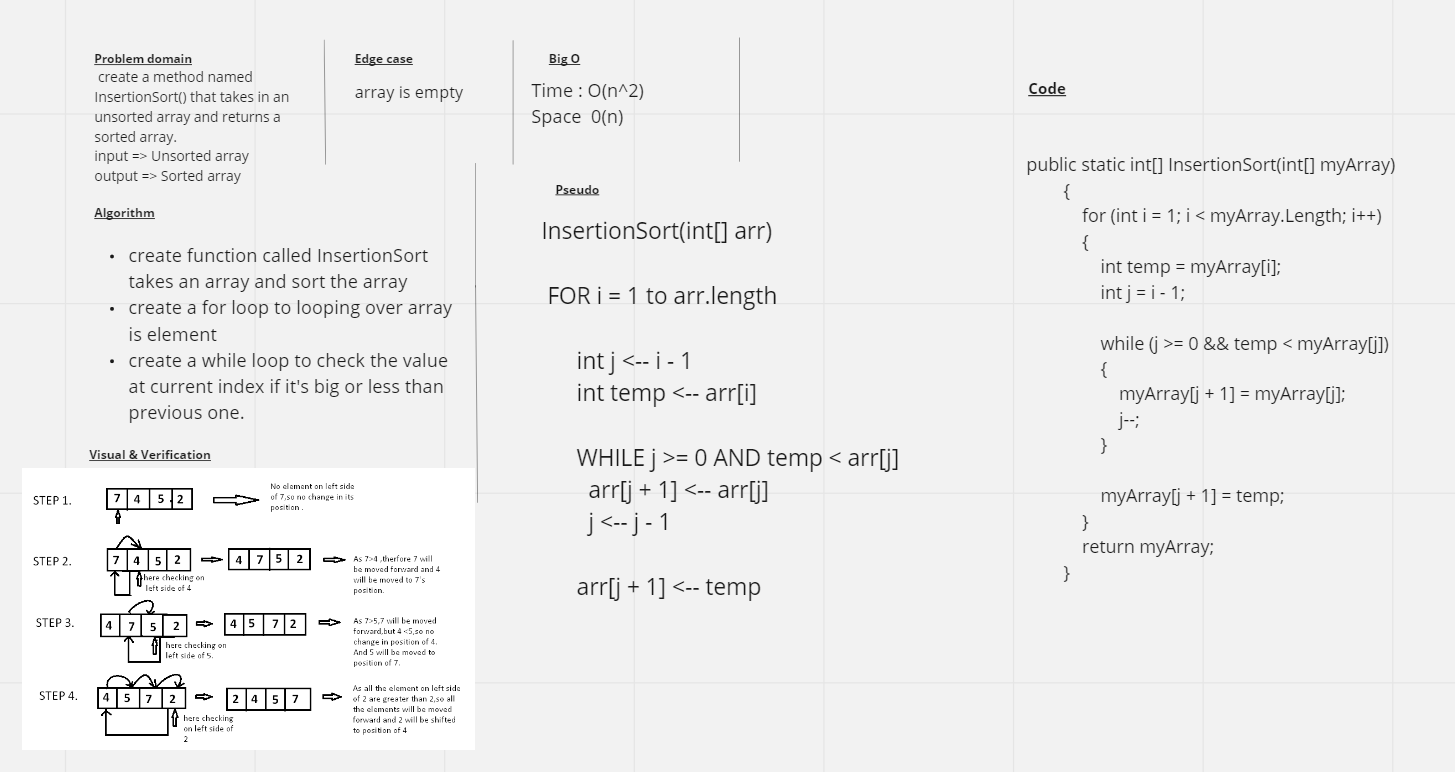 Problem domain
create a method named
InsertionSort() that takes in an
unsorted array and returns a
sorted array.
input => Unsorted array
output => Sorted array
Edge case
array is empty
Big O
Time : O(n^2)
Space 0(n)
Algorithm
• create function called InsertionSort
takes an array and sort the array
• create a for loop to looping over array
is element
• create a while loop to check the value
at current index if it's big or less than
previous one.
Visual & Verification
STEP 1.
7 4 5 2
No element on left side
of 7,so no change in its
position .
STEP 2.
7 4 5 2
4 7 5 2
here checking on
left side of 4
As 7>4 ,therfore 7 will
be moved forward and 4
will be moved to 7's
position.
STEP 3.
4 7 5 2
4 5 7 2
here checking on
left side of 5.
As 7>5,7 will be moved
forward,but 4 <5,so no
change in position of 4.
And 5 will be moved to
position of 7.
STEP 4.
4 5 7 2
2 4 5 7
here checking
on left side of
2
As all the element on left side
of 2 are greater than 2,so all
the elements will be moved
forward and 2 will be shifted
to position of 4
Pseudo
InsertionSort(int[] arr)
FOR i = 1 to arr.length
int j <-- i - 1
int temp <-- arr[i]
WHILE j >= 0 AND temp < arr[j]
arr[j + 1] <-- arr[j]
j <-- j - 1
arr[j + 1] <-- temp
Code
public static int[] InsertionSort(int[] myArray)
{
for (int i = 1; i < myArray.Length; i++)
{
int temp = myArray[i];
int j = i - 1;
while (j >= 0 && temp < myArray[j])
{
myArray[j + 1] = myArray[j];
j--;
}
myArray[j + 1] = temp;
}
return myArray;
}